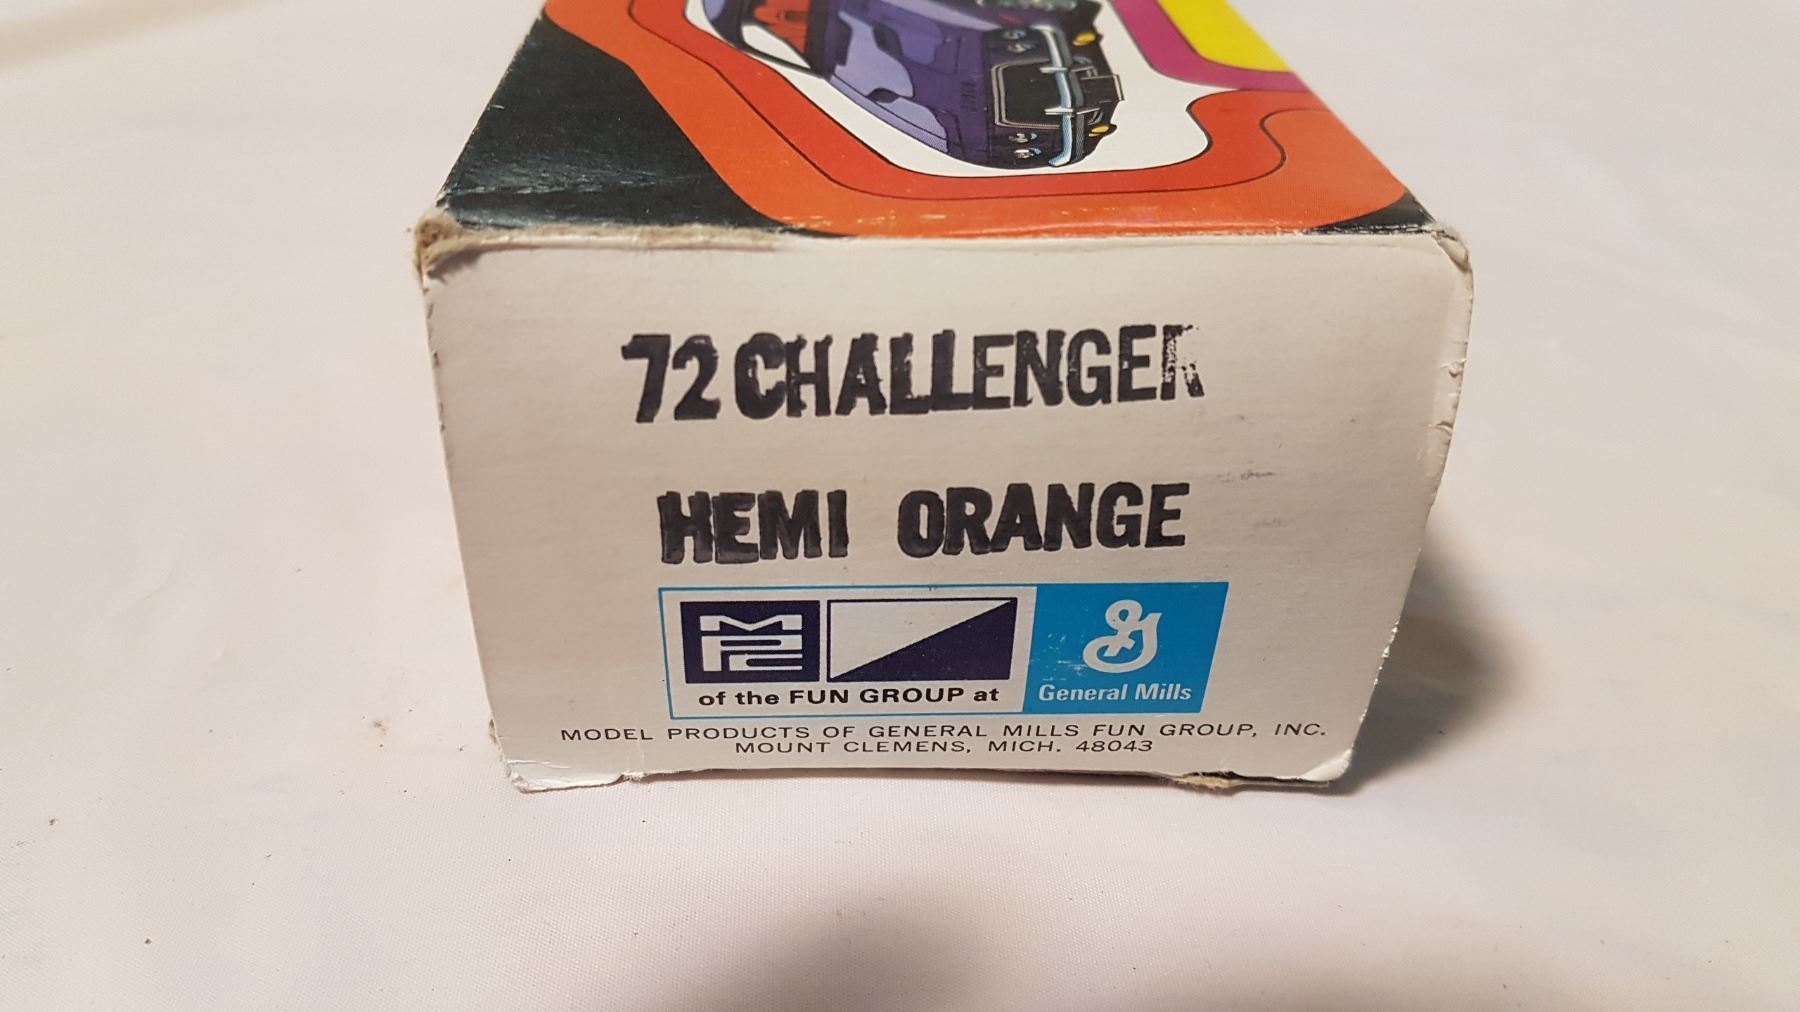 72 CHALLENGER
HEMI ORANGE
MPC
of the FUN GROUP at
G
General Mills
MODEL PRODUCTS OF GENERAL MILLS FUN GROUP, INC.
MOUNT CLEMENS, MICH. 48043